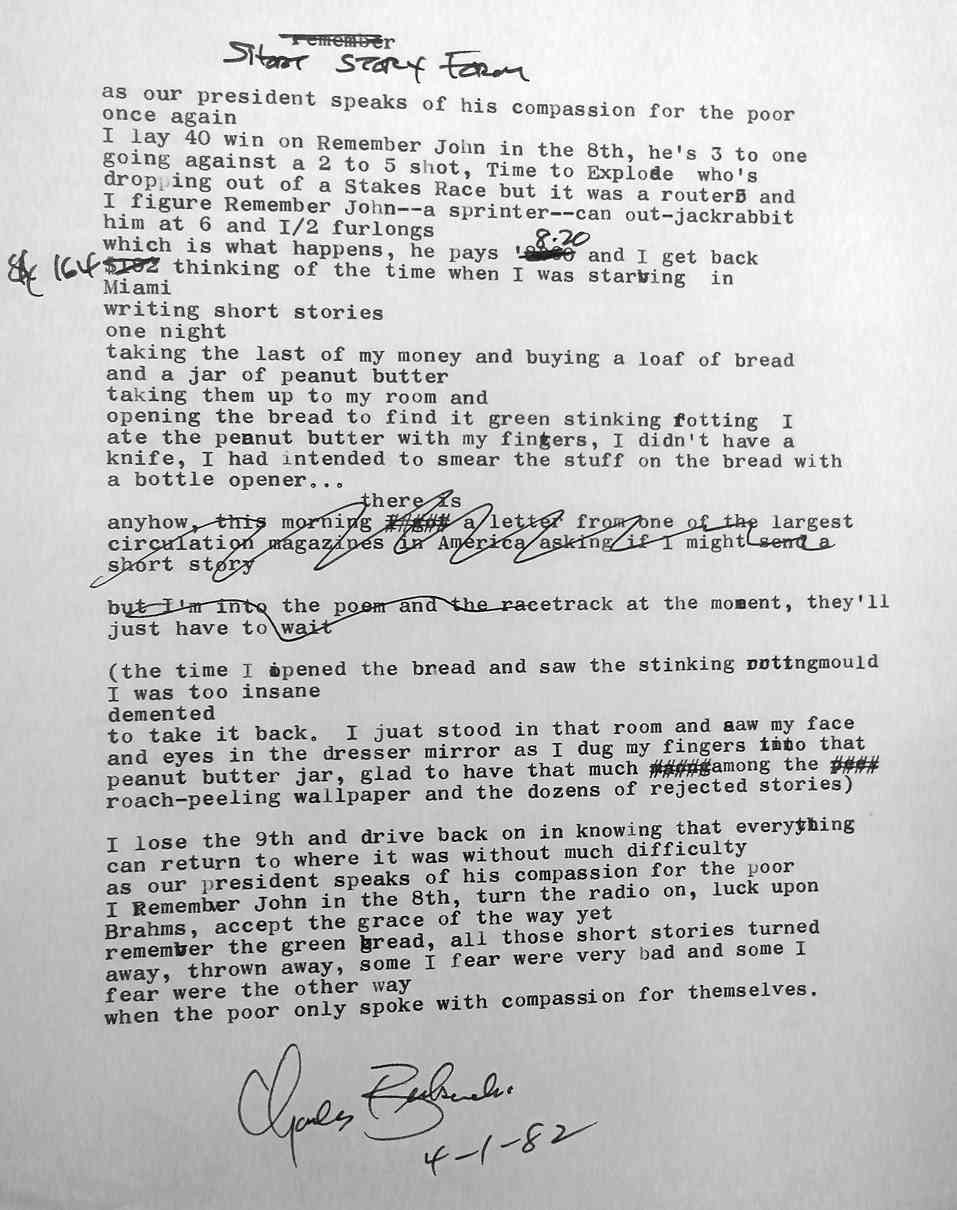 remember
SHORT STORY FORM
as our president speaks of his compassion for the poor
once again
I lay 40 win on Remember John in the 8th, he's 3 to one
going against a 2 to 5 shot, Time to Explode who's
dropping out of a Stakes Race but it was a routers and
I figure Remember John--a sprinter--can out-jackrabbit
him at 6 and I/2 furlongs
8.20
which is what happens, he pays and I get back
164 $182 thinking of the time when I was starving in
Miami
writing short stories
one night
taking the last of my money and buying a loaf of bread
and a jar of peanut butter
taking them up to my room and
opening the bread to find it green stinking rotting I
ate the peanut butter with my fingers, I didn't have a
knife, I had intended to smear the stuff on the bread with
a bottle opener...
there is
anyhow, this morning a letter from one of the largest
circulation magazines in America asking if I might send a
short story
but I'm into the poem and the racetrack at the moment, they'll
just have to wait
(the time I opened the bread and saw the stinking rottingmould
I was too insane
demented
to take it back. I juat stood in that room and saw my face
and eyes in the dresser mirror as I dug my fingers into that
peanut butter jar, glad to have that much #####among the ####
roach-peeling wallpaper and the dozens of rejected stories)
I lose the 9th and drive back on in knowing that everything
can return to where it was without much difficulty
as our president speaks of his compassion for the poor
I Remember John in the 8th, turn the radio on, luck upon
Brahms, accept the grace of the way yet
remember the green bread, all those short stories turned
away, thrown away, some I fear were very bad and some I
fear were the other way
when the poor only spoke with compassion for themselves.
Charles Bukowski
4-1-82